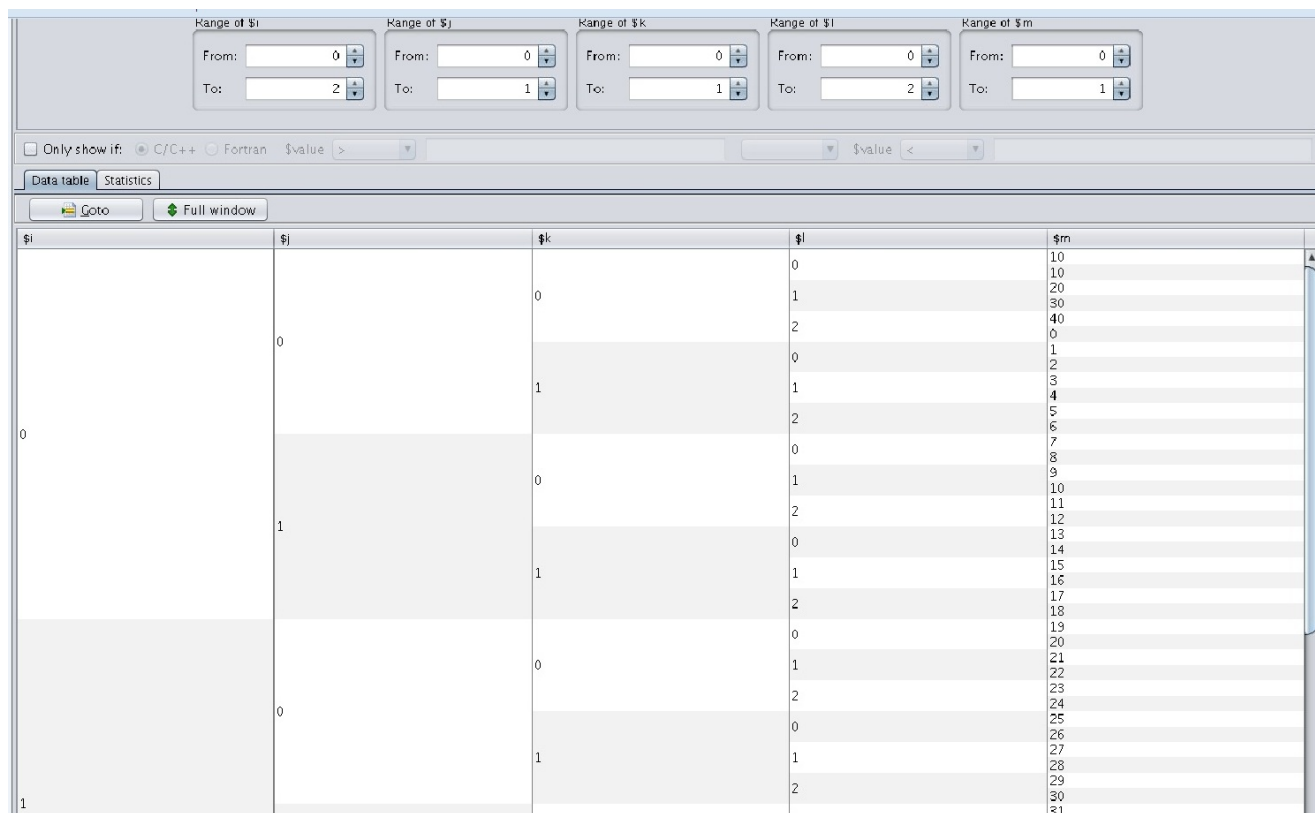 Range of $i Range of $j Range of $k Range of $l Range of $m
From: 0 From: 0 From: 0 From: 0 From: 0
To: 2 To: 1 To: 1 To: 2 To: 1
Only show if: C/C++ Fortran $value > $value <
Data table Statistics
Goto Full window
$i $j $k $l $m
0 10
10
0 1 20
30
2 40
0
0
0 1
2
1 1 3
4
2 5
6
0
0 7
8
0 1 9
10
2 11
12
1
0 13
14
1 1 15
16
2 17
18
0 19
20
0 1 21
22
2 23
24
0
0 25
26
1 1 27
28
2 29
30
1
31